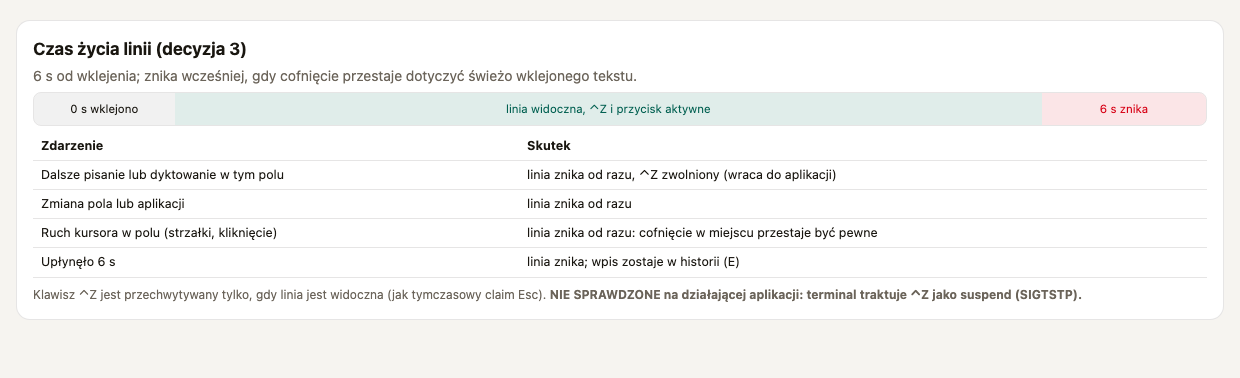 Czas życia linii (decyzja 3)
6 s od wklejenia; znika wcześniej, gdy cofnięcie przestaje dotyczyć świeżo wklejonego tekstu.
0 s wklejono
linia widoczna, ^Z i przycisk aktywne
6 s znika
Zdarzenie Skutek
Dalsze pisanie lub dyktowanie w tym polu linia znika od razu, ^Z zwolniony (wraca do aplikacji)
Zmiana pola lub aplikacji linia znika od razu
Ruch kursora w polu (strzałki, kliknięcie) linia znika od razu: cofnięcie w miejscu przestaje być pewne
Upłynęło 6 s linia znika; wpis zostaje w historii (E)
Klawisz ^Z jest przechwytywany tylko, gdy linia jest widoczna (jak tymczasowy claim Esc). NIE SPRAWDZONE na działającej aplikacji: terminal traktuje ^Z jako suspend (SIGTSTP).